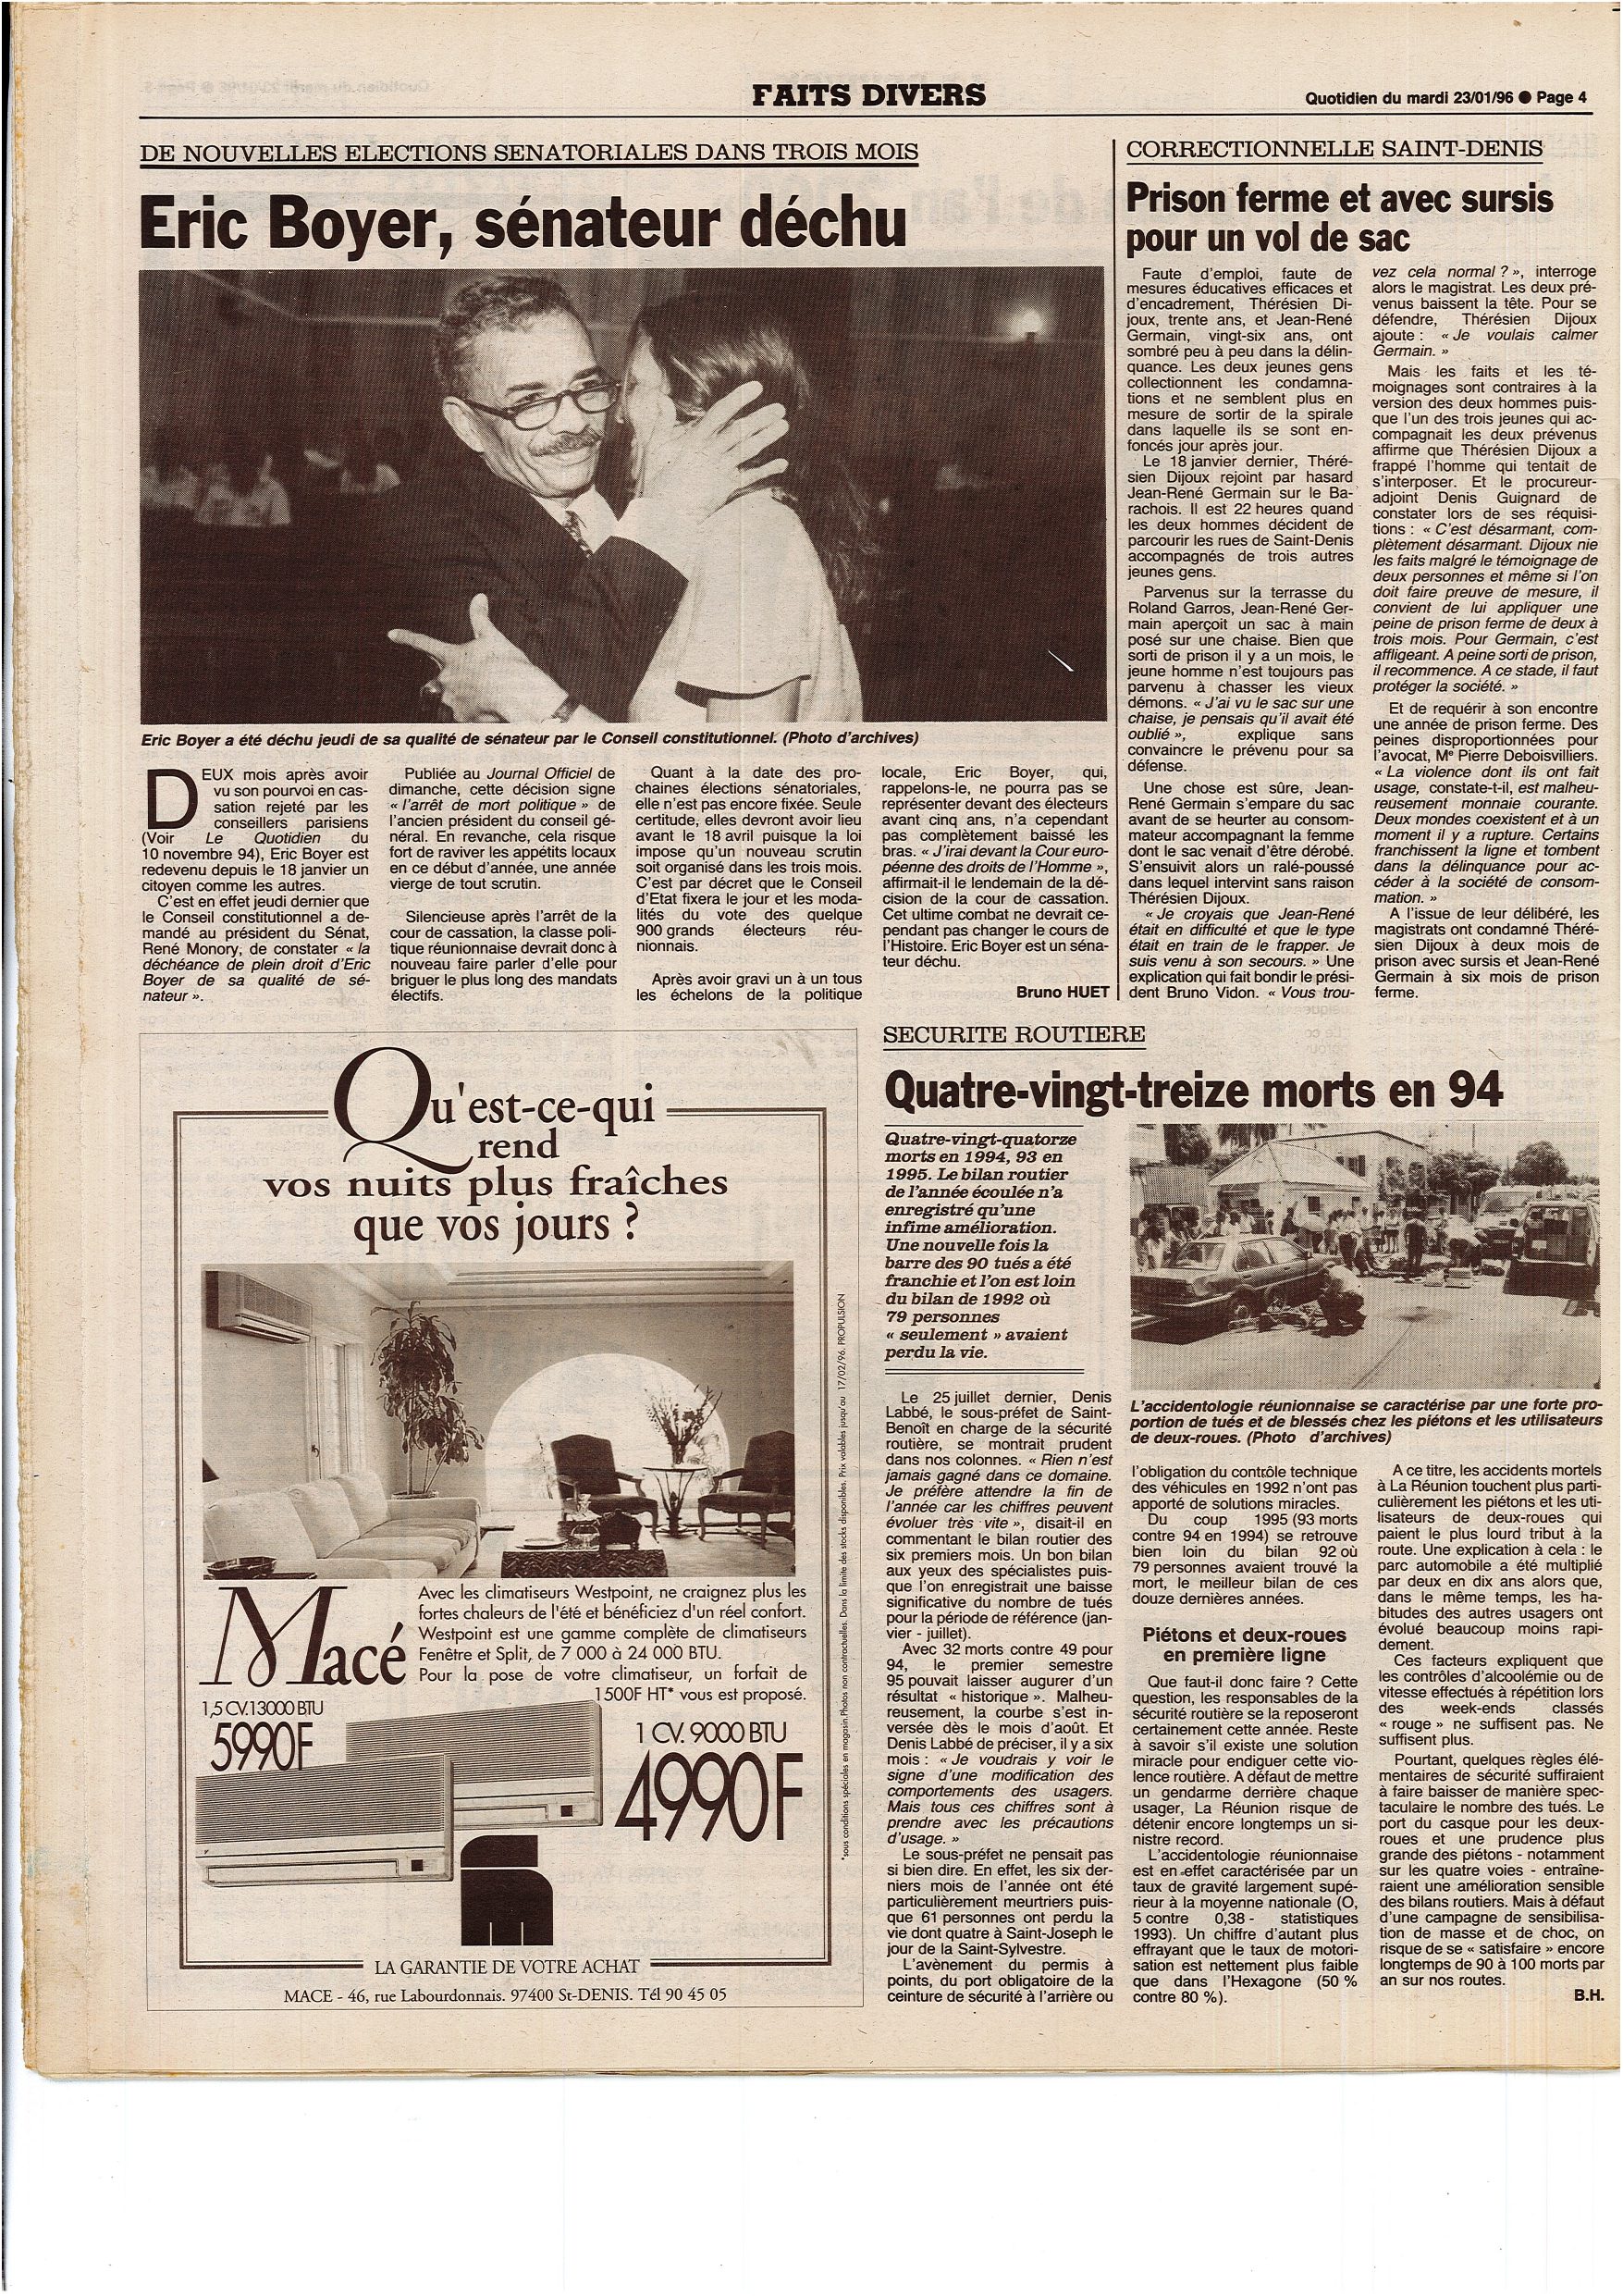 FAITS DIVERS
Quotidien du mardi 23/01/96 ● Page 4
DE NOUVELLES ELECTIONS SENATORIALES DANS TROIS MOIS
Eric Boyer, sénateur déchu
Eric Boyer a été déchu jeudi de sa qualité de sénateur par le Conseil constitutionnel. (Photo d'archives)
DEUX mois après avoir
vu son pourvoi en cas-
sation rejeté par les
conseillers parisiens
(Voir Le Quotidien du
10 novembre 94), Eric Boyer est
redevenu depuis le 18 janvier un
citoyen comme les autres.
C'est en effet jeudi dernier que
le Conseil constitutionnel a de-
mandé au président du Sénat,
René Monory, de constater « la
déchéance de plein droit d'Eric
Boyer de sa qualité de sé-
nateur ».
Publiée au Journal Officiel de
dimanche, cette décision signe
« l'arrêt de mort politique » de
l'ancien président du conseil gé-
néral. En revanche, cela risque
fort de raviver les appétits locaux
en ce début d'année, une année
vierge de tout scrutin.
Silencieuse après l'arrêt de la
cour de cassation, la classe poli-
tique réunionnaise devrait donc à
nouveau faire parler d'elle pour
briguer le plus long des mandats
électifs.
Quant à la date des pro-
chaines élections sénatoriales,
elle n'est pas encore fixée. Seule
certitude, elles devront avoir lieu
avant le 18 avril puisque la loi
impose qu'un nouveau scrutin
soit organisé dans les trois mois.
C'est par décret que le Conseil
d'Etat fixera le jour et les moda-
lités du vote des quelque
900 grands électeurs réu-
nionnais.
Après avoir gravi un à un tous
les échelons de la politique
locale, Eric Boyer, qui,
rappelons-le, ne pourra pas se
représenter devant des électeurs
avant cinq ans, n'a cependant
pas complètement baissé les
bras. « J'irai devant la Cour euro-
péenne des droits de l'Homme »,
affirmait-il le lendemain de la dé-
cision de la cour de cassation.
Cet ultime combat ne devrait ce-
pendant pas changer le cours de
l'Histoire. Eric Boyer est un séna-
teur déchu.
Bruno HUET
CORRECTIONNELLE SAINT-DENIS
Prison ferme et avec sursis
pour un vol de sac
Faute d'emploi, faute de
mesures éducatives efficaces et
d'encadrement, Thérésien Di-
joux, trente ans, et Jean-René
Germain, vingt-six ans, ont
sombré peu à peu dans la délin-
quance. Les deux jeunes gens
collectionnent les condamna-
tions et ne semblent plus en
mesure de sortir de la spirale
dans laquelle ils se sont en-
foncés jour après jour.
Le 18 janvier dernier, Théré-
sien Dijoux rejoint par hasard
Jean-René Germain sur le Ba-
rachois. Il est 22 heures quand
les deux hommes décident de
parcourir les rues de Saint-Denis
accompagnés de trois autres
jeunes gens.
Parvenus sur la terrasse du
Roland Garros, Jean-René Ger-
main aperçoit un sac à main
posé sur une chaise. Bien que
sorti de prison il y a un mois, le
jeune homme n'est toujours pas
parvenu à chasser les vieux
démons. « J'ai vu le sac sur une
chaise, je pensais qu'il avait été
oublié », explique sans
convaincre le prévenu pour sa
défense.
Une chose est sûre, Jean-
René Germain s'empare du sac
avant de se heurter au consom-
mateur accompagnant la femme
dont le sac venait d'être dérobé.
S'ensuivit alors un ralé-poussé
dans lequel intervint sans raison
Thérésien Dijoux.
« Je croyais que Jean-René
était en difficulté et que le type
était en train de le frapper. Je
suis venu à son secours. » Une
explication qui fait bondir le prési-
dent Bruno Vidon. « Vous trou-
vez cela normal ? », interroge
alors le magistrat. Les deux pré-
venus baissent la tête. Pour se
défendre, Thérésien Dijoux
ajoute : « Je voulais calmer
Germain. »
Mais les faits et les té-
moignages sont contraires à la
version des deux hommes puis-
que l'un des trois jeunes qui ac-
compagnait les deux prévenus
affirme que Thérésien Dijoux a
frappé l'homme qui tentait de
s'interposer. Et le procureur-
adjoint Denis Guignard de
constater lors de ses réquisi-
tions : « C'est désarmant, com-
plètement désarmant. Dijoux nie
les faits malgré le témoignage de
deux personnes et même si l'on
doit faire preuve de mesure, il
convient de lui appliquer une
peine de prison ferme de deux à
trois mois. Pour Germain, c'est
affligeant. A peine sorti de prison,
il recommence. A ce stade, il faut
protéger la société. »
Et de requérir à son encontre
une année de prison ferme. Des
peines disproportionnées pour
l'avocat, Me Pierre Deboisvilliers.
« La violence dont ils ont fait
usage, constate-t-il, est malheu-
reusement monnaie courante.
Deux mondes coexistent et à un
moment il y a rupture. Certains
franchissent la ligne et tombent
dans la délinquance pour ac-
céder à la société de consom-
mation. »
A l'issue de leur délibéré, les
magistrats ont condamné Théré-
sien Dijoux à deux mois de
prison avec sursis et Jean-René
Germain à six mois de prison
ferme.
Qu'est-ce-qui
rend
vos nuits plus fraîches
que vos jours ?
Macé
Avec les climatiseurs Westpoint, ne craignez plus les
fortes chaleurs de l'été et bénéficiez d'un réel confort.
Westpoint est une gamme complète de climatiseurs
Fenêtre et Split, de 7 000 à 24 000 BTU.
Pour la pose de votre climatiseur, un forfait de
1500F HT* vous est proposé.
1,5 CV.13000 BTU
5990F
1 CV. 9000 BTU
4990F
LA GARANTIE DE VOTRE ACHAT
MACE - 46, rue Labourdonnais. 97400 St-DENIS. Tél 90 45 05
*sous conditions spéciales en magasin.Photos non contractuelles. Dans la limite des stocks disponibles. Prix valables jusqu'au 17/02/96. PROPULSION
SECURITE ROUTIERE
Quatre-vingt-treize morts en 94
Quatre-vingt-quatorze
morts en 1994, 93 en
1995. Le bilan routier
de l'année écoulée n'a
enregistré qu'une
infime amélioration.
Une nouvelle fois la
barre des 90 tués a été
franchie et l'on est loin
du bilan de 1992 où
79 personnes
« seulement » avaient
perdu la vie.
L'accidentologie réunionnaise se caractérise par une forte pro-
portion de tués et de blessés chez les piétons et les utilisateurs
de deux-roues. (Photo d'archives)
Le 25 juillet dernier, Denis
Labbé, le sous-préfet de Saint-
Benoît en charge de la sécurité
routière, se montrait prudent
dans nos colonnes. « Rien n'est
jamais gagné dans ce domaine.
Je préfère attendre la fin de
l'année car les chiffres peuvent
évoluer très vite », disait-il en
commentant le bilan routier des
six premiers mois. Un bon bilan
aux yeux des spécialistes puis-
que l'on enregistrait une baisse
significative du nombre de tués
pour la période de référence (jan-
vier - juillet).
Avec 32 morts contre 49 pour
94, le premier semestre
95 pouvait laisser augurer d'un
résultat « historique ». Malheu-
reusement, la courbe s'est in-
versée dès le mois d'août. Et
Denis Labbé de préciser, il y a six
mois : « Je voudrais y voir le
signe d'une modification des
comportements des usagers.
Mais tous ces chiffres sont à
prendre avec les précautions
d'usage. »
Le sous-préfet ne pensait pas
si bien dire. En effet, les six der-
niers mois de l'année ont été
particulièrement meurtriers puis-
que 61 personnes ont perdu la
vie dont quatre à Saint-Joseph le
jour de la Saint-Sylvestre.
L'avènement du permis à
points, du port obligatoire de la
ceinture de sécurité à l'arrière ou
l'obligation du contrôle technique
des véhicules en 1992 n'ont pas
apporté de solutions miracles.
Du coup 1995 (93 morts
contre 94 en 1994) se retrouve
bien loin du bilan 92 où
79 personnes avaient trouvé la
mort, le meilleur bilan de ces
douze dernières années.
Piétons et deux-roues
en première ligne
Que faut-il donc faire ? Cette
question, les responsables de la
sécurité routière se la reposeront
certainement cette année. Reste
à savoir s'il existe une solution
miracle pour endiguer cette vio-
lence routière. A défaut de mettre
un gendarme derrière chaque
usager, La Réunion risque de
détenir encore longtemps un si-
nistre record.
L'accidentologie réunionnaise
est en effet caractérisée par un
taux de gravité largement supé-
rieur à la moyenne nationale (O,
5 contre 0,38 - statistiques
1993). Un chiffre d'autant plus
effrayant que le taux de motori-
sation est nettement plus faible
que dans l'Hexagone (50 %
contre 80 %).
A ce titre, les accidents mortels
à La Réunion touchent plus parti-
culièrement les piétons et les uti-
lisateurs de deux-roues qui
paient le plus lourd tribut à la
route. Une explication à cela : le
parc automobile a été multiplié
par deux en dix ans alors que,
dans le même temps, les ha-
bitudes des autres usagers ont
évolué beaucoup moins rapi-
dement.
Ces facteurs expliquent que
les contrôles d'alcoolémie ou de
vitesse effectués à répétition lors
des week-ends classés
« rouge » ne suffisent pas. Ne
suffisent plus.
Pourtant, quelques règles élé-
mentaires de sécurité suffiraient
à faire baisser de manière spec-
taculaire le nombre des tués. Le
port du casque pour les deux-
roues et une prudence plus
grande des piétons - notamment
sur les quatre voies - entraîne-
raient une amélioration sensible
des bilans routiers. Mais à défaut
d'une campagne de sensibilisa-
tion de masse et de choc, on
risque de se « satisfaire » encore
longtemps de 90 à 100 morts par
an sur nos routes.
B.H.